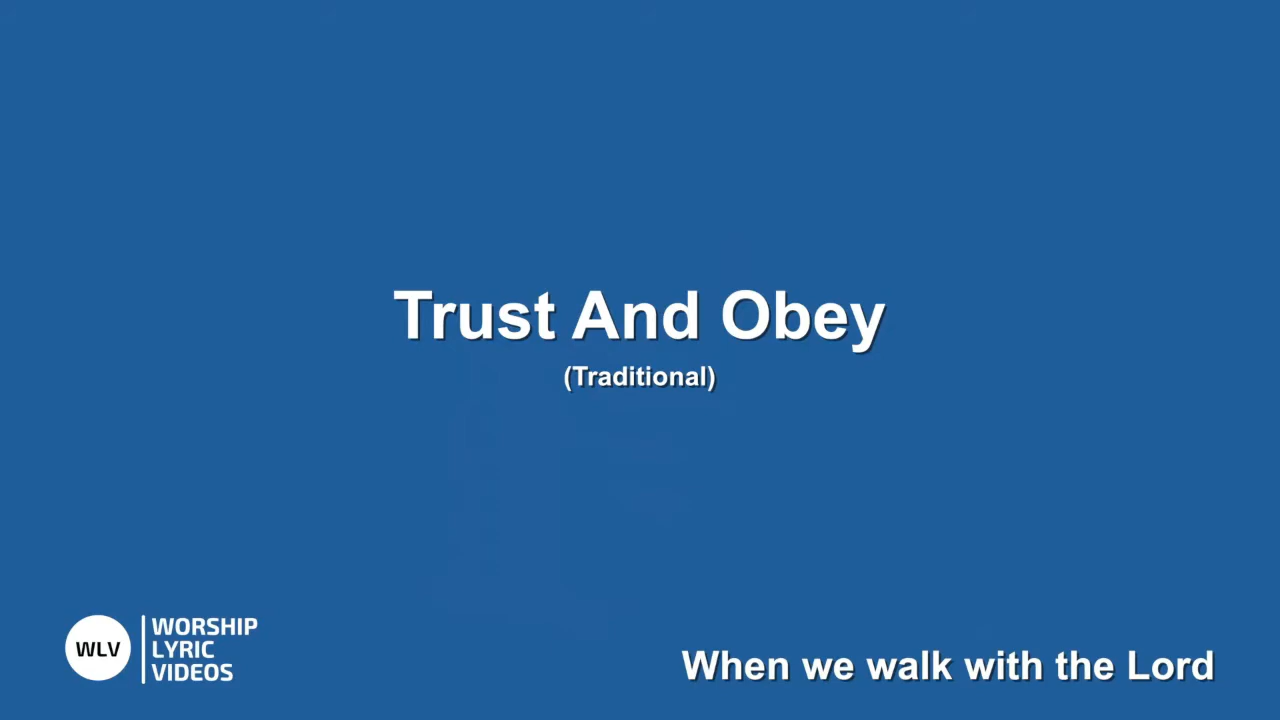 Trust And Obey
(Traditional)
WLV
WORSHIP
LYRIC
VIDEOS
When we walk with the Lord